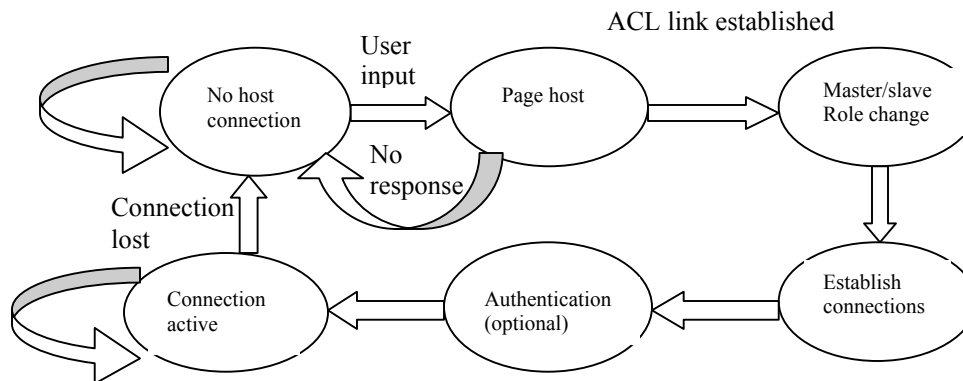 ACL link established
User
input
No host
connection
Page host
Master/slave
Role change
No
response
Connection
lost
Connection
active
Authentication
(optional)
Establish
connections